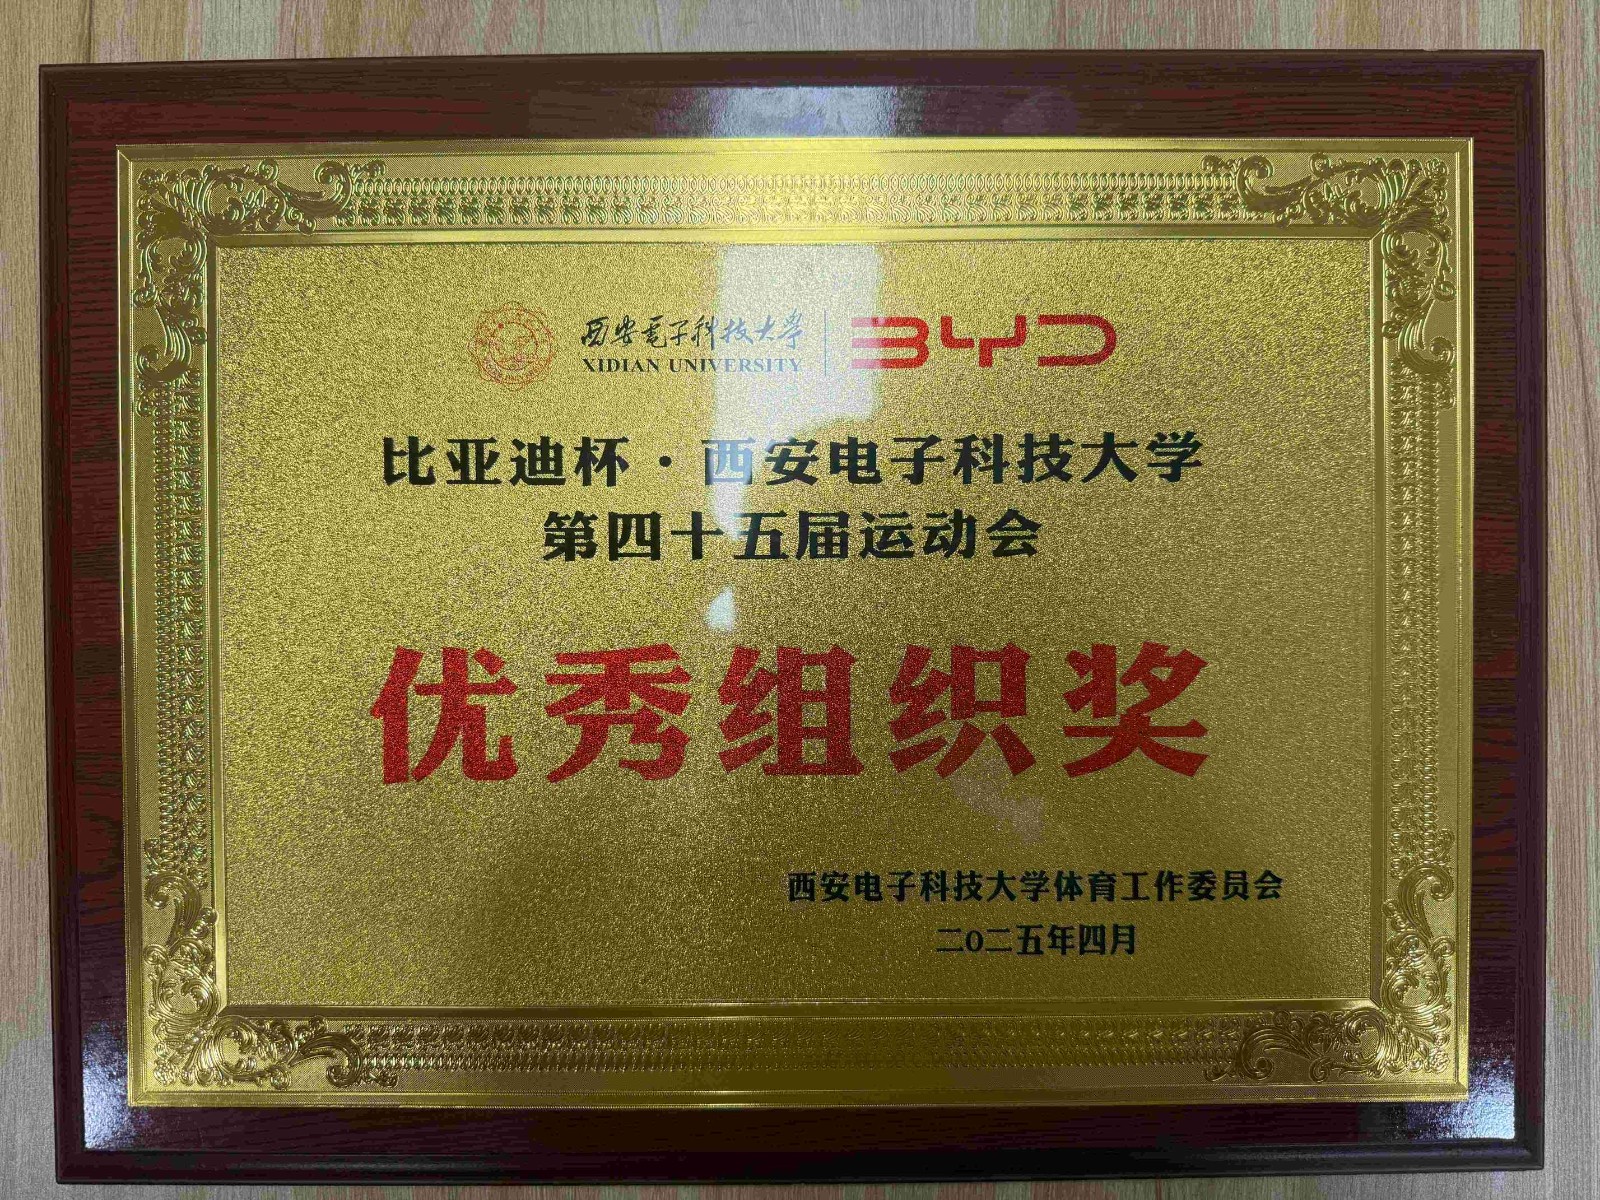 西安電子科技大学
XIDIAN UNIVERSITY
BYD
比亚迪杯·西安电子科技大学
第四十五届运动会
优秀组织奖
西安电子科技大学体育工作委员会
二〇二五年四月